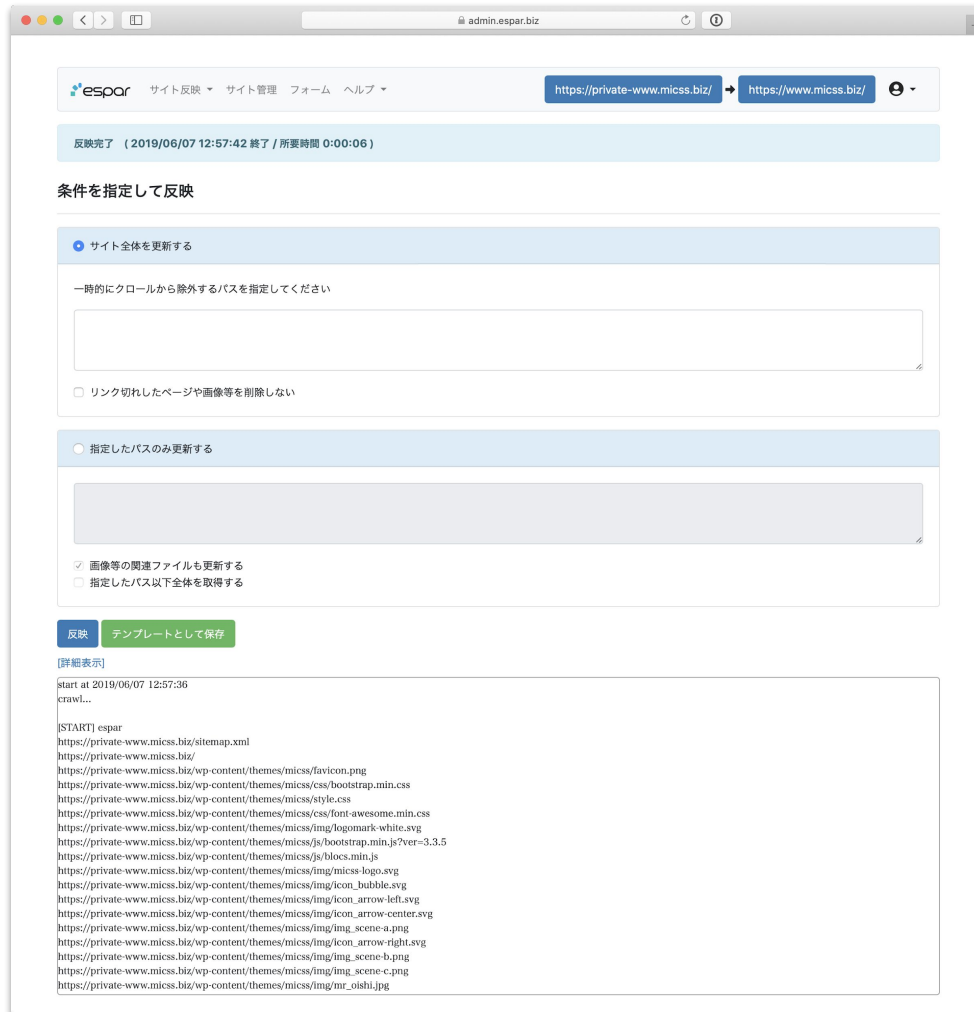 admin.espar.biz
espar サイト反映 サイト管理 フォーム ヘルプ https://private-www.micss.biz/ https://www.micss.biz/
反映完了 ( 2019/06/07 12:57:42 終了 / 所要時間 0:00:06 )
条件を指定して反映
サイト全体を更新する
一時的にクロールから除外するパスを指定してください
リンク切れしたページや画像等を削除しない
指定したパスのみ更新する
画像等の関連ファイルも更新する
指定したパス以下全体を取得する
反映 テンプレートとして保存
[詳細表示]
start at 2019/06/07 12:57:36
crawl...
[START] espar
https://private-www.micss.biz/sitemap.xml
https://private-www.micss.biz/
https://private-www.micss.biz/wp-content/themes/micss/favicon.png
https://private-www.micss.biz/wp-content/themes/micss/css/bootstrap.min.css
https://private-www.micss.biz/wp-content/themes/micss/style.css
https://private-www.micss.biz/wp-content/themes/micss/css/font-awesome.min.css
https://private-www.micss.biz/wp-content/themes/micss/img/logomark-white.svg
https://private-www.micss.biz/wp-content/themes/micss/js/bootstrap.min.js?ver=3.3.5
https://private-www.micss.biz/wp-content/themes/micss/js/blocs.min.js
https://private-www.micss.biz/wp-content/themes/micss/img/micss-logo.svg
https://private-www.micss.biz/wp-content/themes/micss/img/icon_bubble.svg
https://private-www.micss.biz/wp-content/themes/micss/img/icon_arrow-left.svg
https://private-www.micss.biz/wp-content/themes/micss/img/icon_arrow-center.svg
https://private-www.micss.biz/wp-content/themes/micss/img/img_scene-a.png
https://private-www.micss.biz/wp-content/themes/micss/img/icon_arrow-right.svg
https://private-www.micss.biz/wp-content/themes/micss/img/img_scene-b.png
https://private-www.micss.biz/wp-content/themes/micss/img/img_scene-c.png
https://private-www.micss.biz/wp-content/themes/micss/img/mr_oishi.jpg